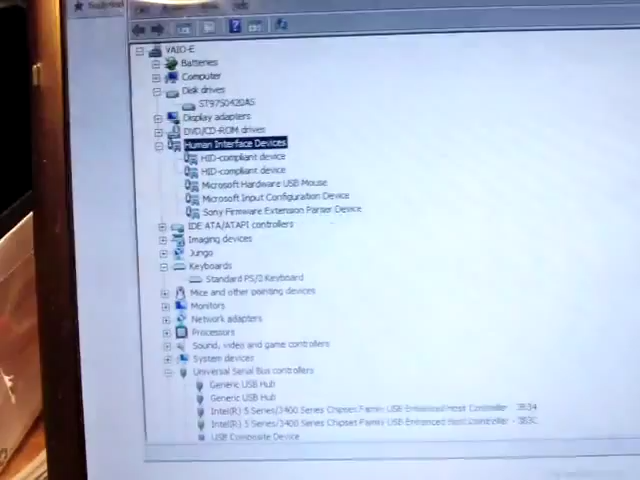 VAIO-E
Batteries
Computer
Disk drives
ST9750420AS
Display adapters
DVD/CD-ROM drives
Human Interface Devices
HID-compliant device
HID-compliant device
Microsoft Hardware USB Mouse
Microsoft Input Configuration Device
Sony Firmware Extension Parser Device
IDE ATA/ATAPI controllers
Imaging devices
Jungo
Keyboards
Standard PS/2 Keyboard
Mice and other pointing devices
Monitors
Network adapters
Processors
Sound, video and game controllers
System devices
Universal Serial Bus controllers
Generic USB Hub
Generic USB Hub
Intel(R) 5 Series/3400 Series Chipset Family USB Enhanced Host Controller - 3B34
Intel(R) 5 Series/3400 Series Chipset Family USB Enhanced Host Controller - 3B3C
USB Composite Device